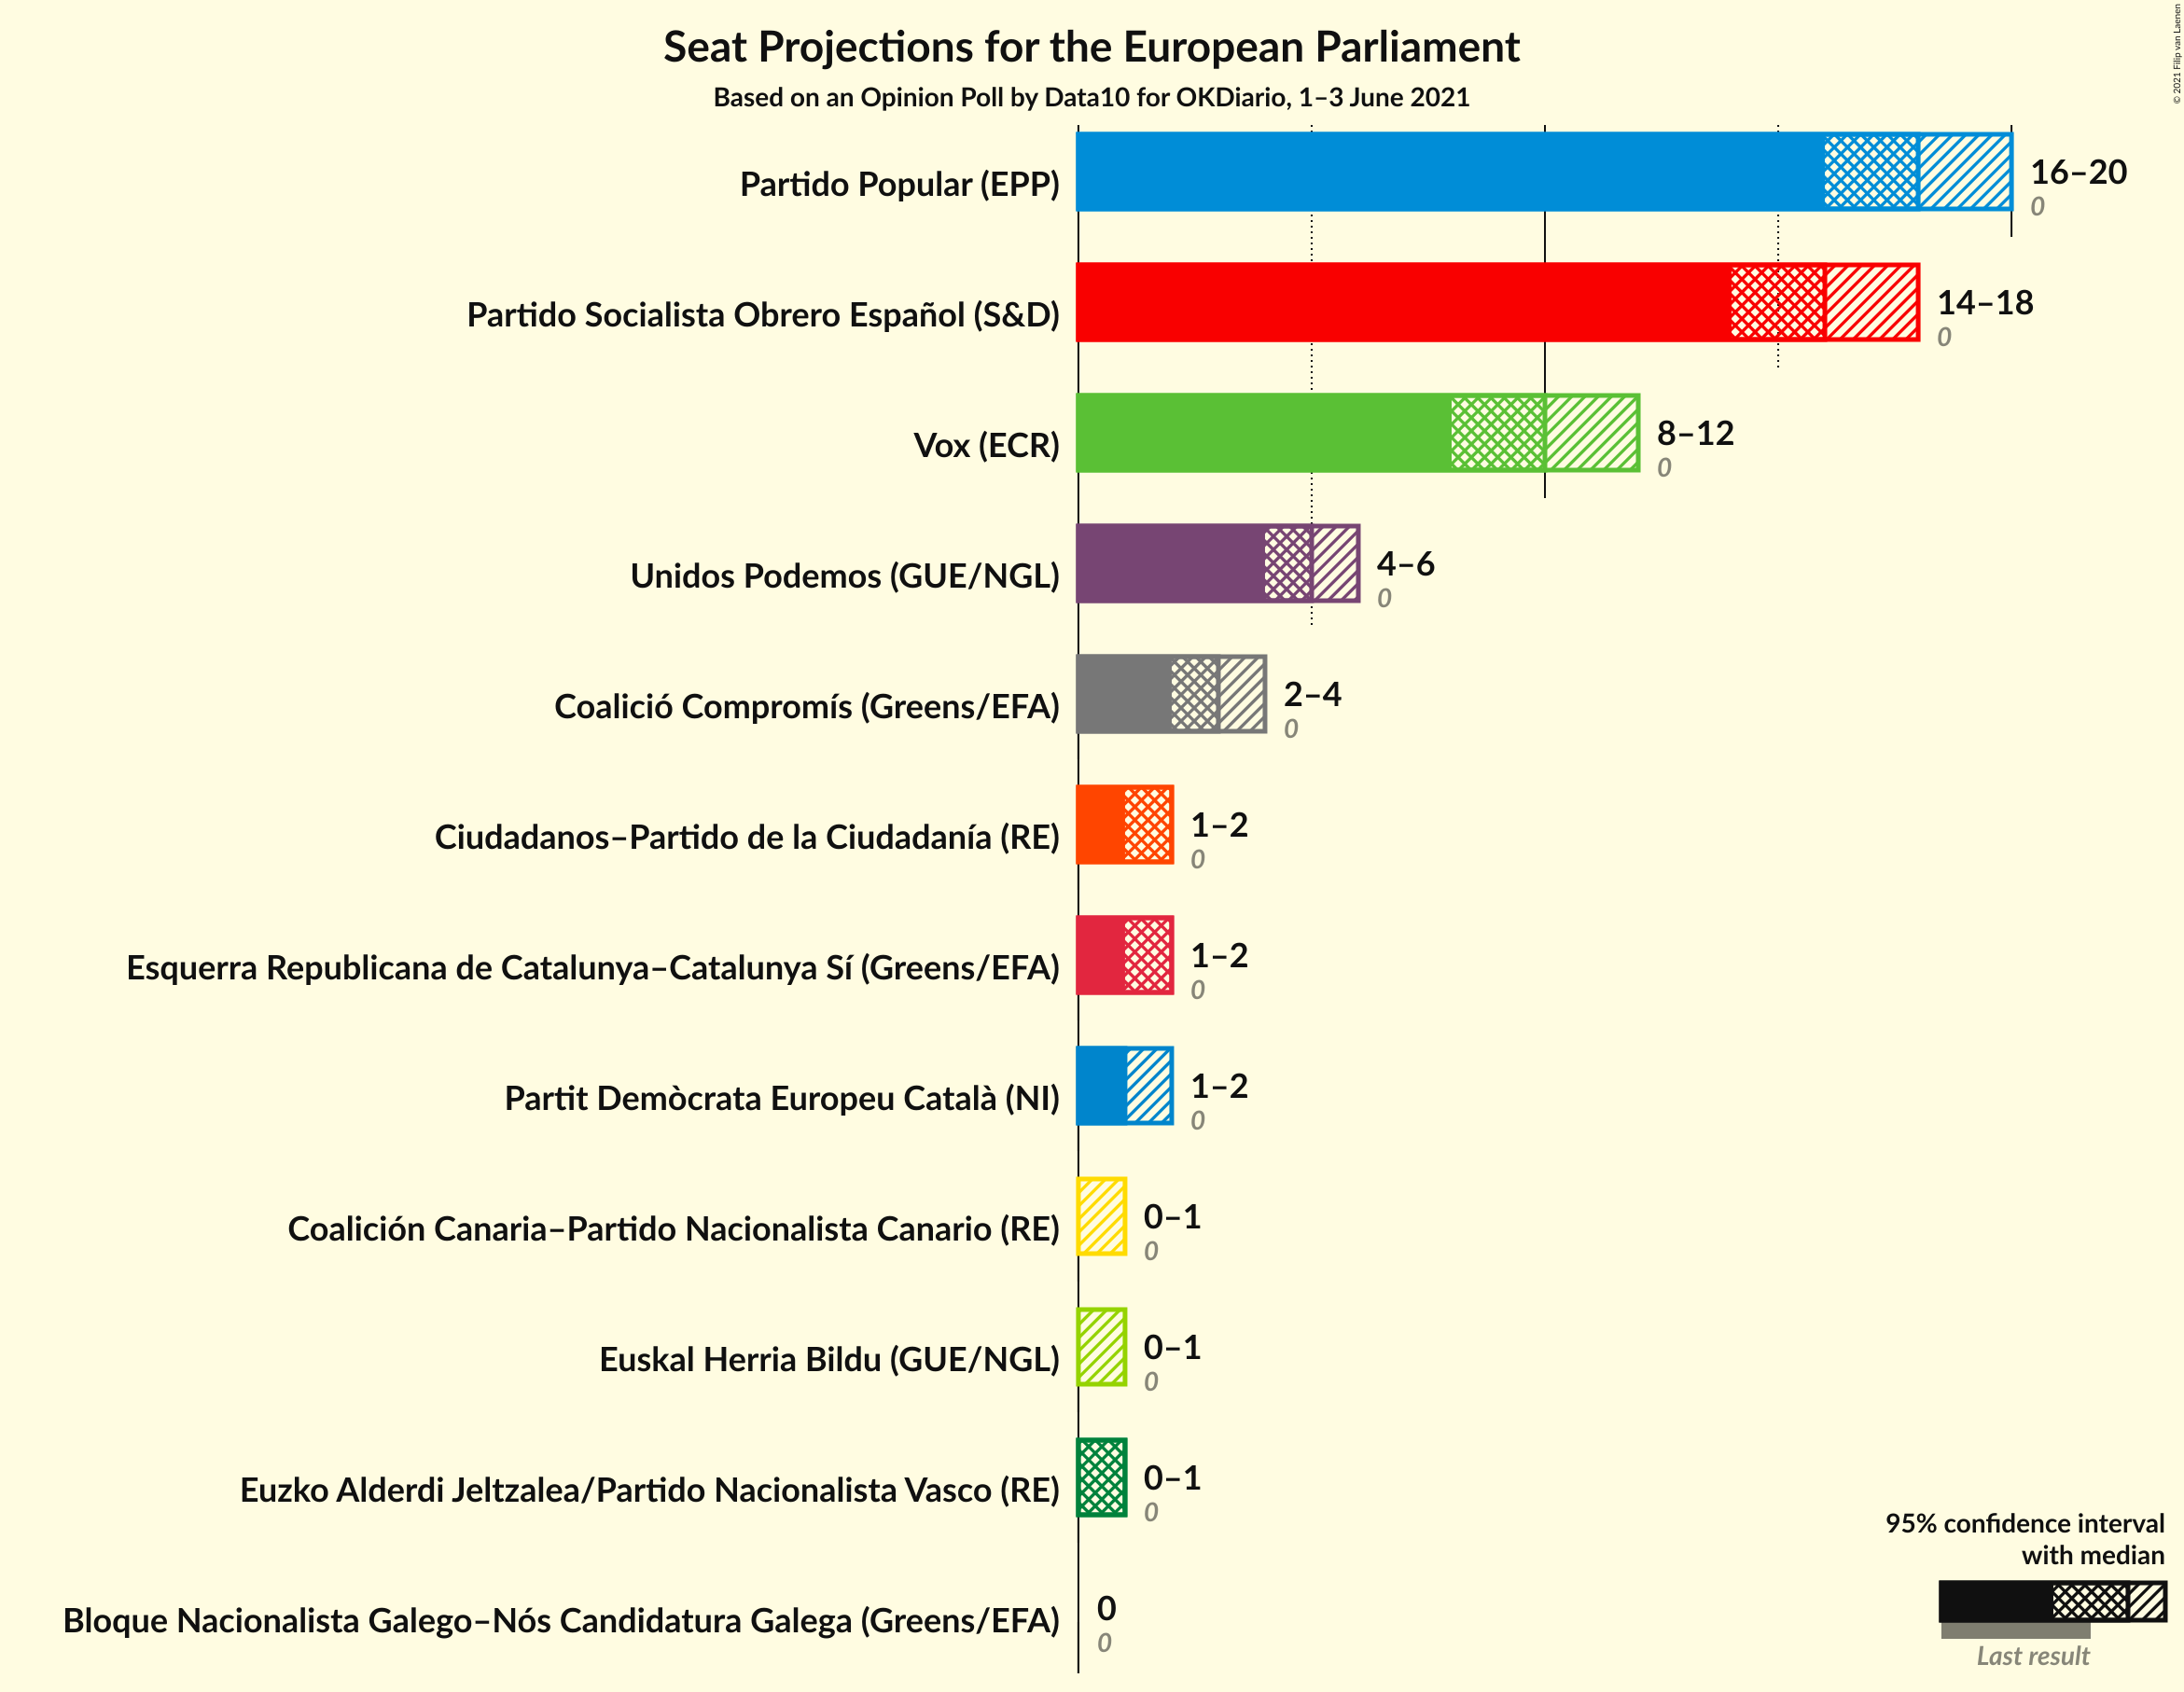 Seat Projections for the European Parliament
Based on an Opinion Poll by Data10 for OKDiario, 1–3 June 2021
© 2021 Filip van Laenen
Partido Popular (EPP)
16–20
0
Partido Socialista Obrero Español (S&D)
14–18
0
Vox (ECR)
8–12
0
Unidos Podemos (GUE/NGL)
4–6
0
Coalició Compromís (Greens/EFA)
2–4
0
Ciudadanos–Partido de la Ciudadanía (RE)
1–2
0
Esquerra Republicana de Catalunya–Catalunya Sí (Greens/EFA)
1–2
0
Partit Demòcrata Europeu Català (NI)
1–2
0
Coalición Canaria–Partido Nacionalista Canario (RE)
0–1
0
Euskal Herria Bildu (GUE/NGL)
0–1
0
Euzko Alderdi Jeltzalea/Partido Nacionalista Vasco (RE)
0–1
0
Bloque Nacionalista Galego–Nós Candidatura Galega (Greens/EFA)
0
0
95% confidence interval
with median
Last result